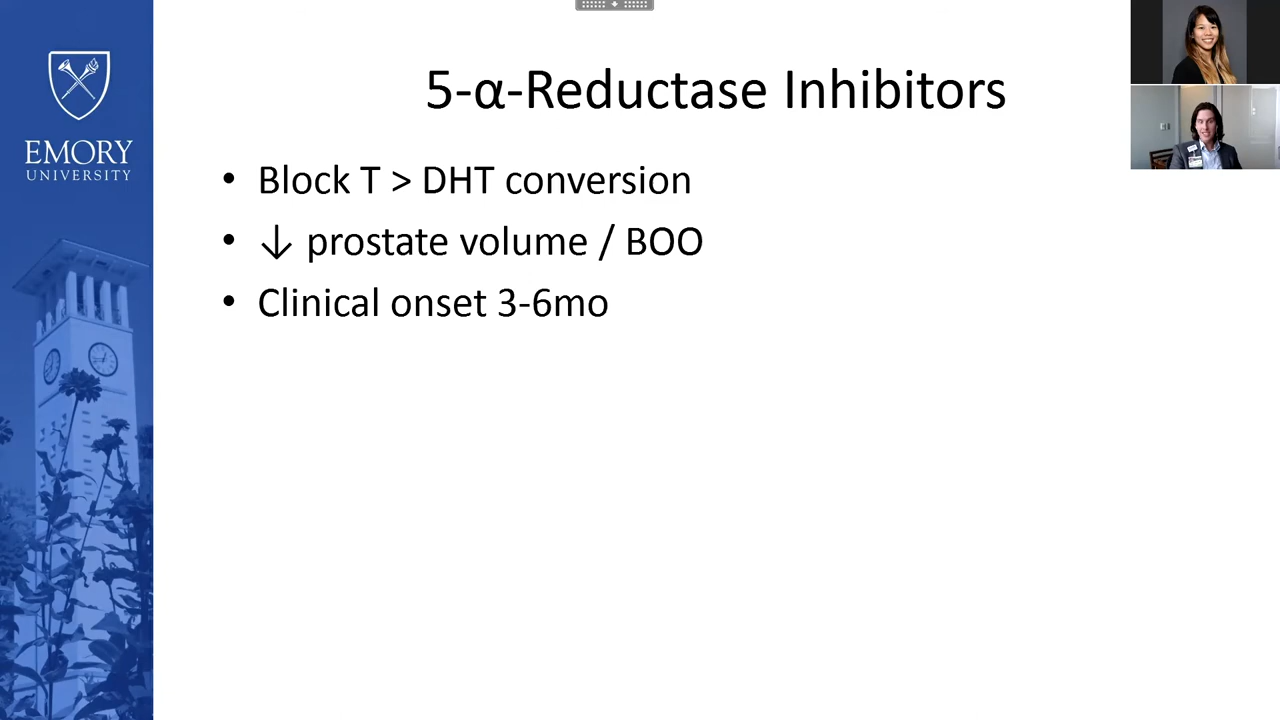 EMORY
UNIVERSITY
5-α-Reductase Inhibitors
• Block T > DHT conversion
• ↓ prostate volume / BOO
• Clinical onset 3-6mo